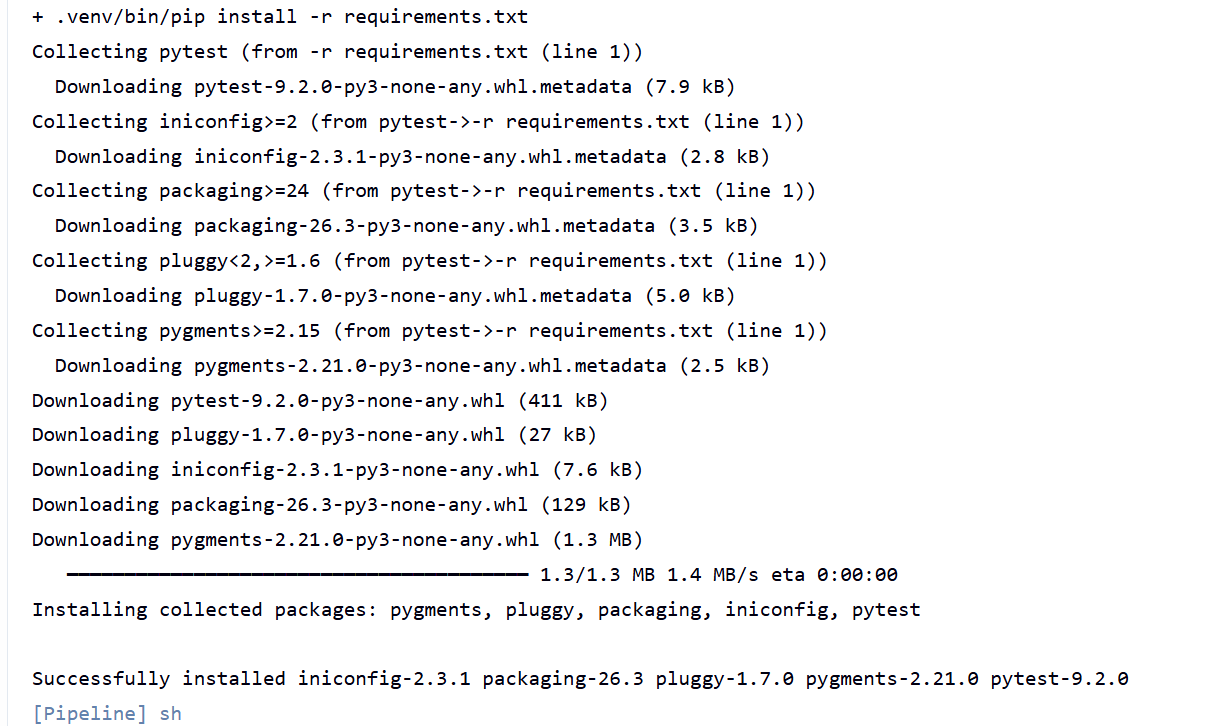 + .venv/bin/pip install -r requirements.txt
Collecting pytest (from -r requirements.txt (line 1))
Downloading pytest-9.2.0-py3-none-any.whl.metadata (7.9 kB)
Collecting iniconfig>=2 (from pytest->-r requirements.txt (line 1))
Downloading iniconfig-2.3.1-py3-none-any.whl.metadata (2.8 kB)
Collecting packaging>=24 (from pytest->-r requirements.txt (line 1))
Downloading packaging-26.3-py3-none-any.whl.metadata (3.5 kB)
Collecting pluggy<2,>=1.6 (from pytest->-r requirements.txt (line 1))
Downloading pluggy-1.7.0-py3-none-any.whl.metadata (5.0 kB)
Collecting pygments>=2.15 (from pytest->-r requirements.txt (line 1))
Downloading pygments-2.21.0-py3-none-any.whl.metadata (2.5 kB)
Downloading pytest-9.2.0-py3-none-any.whl (411 kB)
Downloading pluggy-1.7.0-py3-none-any.whl (27 kB)
Downloading iniconfig-2.3.1-py3-none-any.whl (7.6 kB)
Downloading packaging-26.3-py3-none-any.whl (129 kB)
Downloading pygments-2.21.0-py3-none-any.whl (1.3 MB)
━━━━━━━━━━━━━━━━━━━━━━━━━━━━━━━━━━━━━━━━ 1.3/1.3 MB 1.4 MB/s eta 0:00:00
Installing collected packages: pygments, pluggy, packaging, iniconfig, pytest
Successfully installed iniconfig-2.3.1 packaging-26.3 pluggy-1.7.0 pygments-2.21.0 pytest-9.2.0
[Pipeline] sh